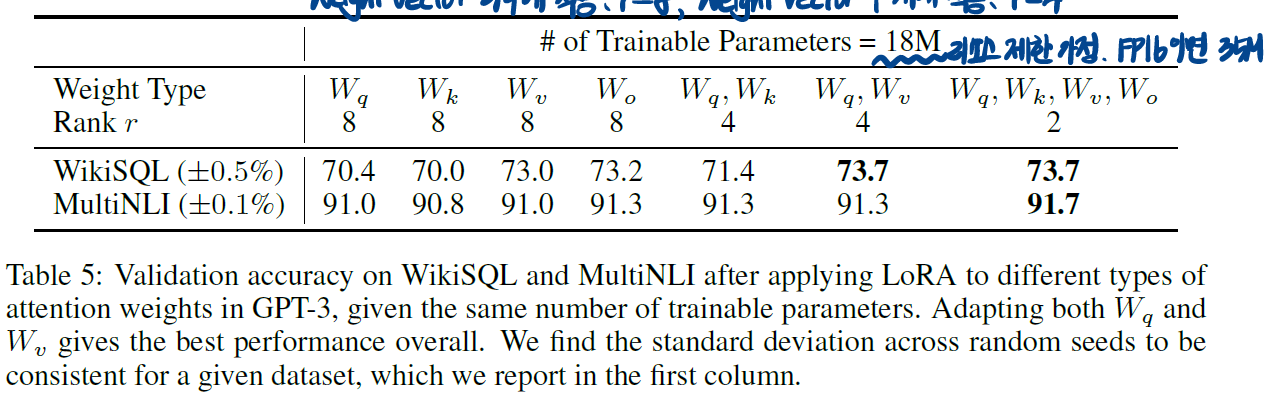 # of Trainable Parameters = 18M 리소스 제한 가정. FP16이면 35
Weight Type W_q W_k W_v W_o W_q, W_k W_q, W_v W_q, W_k, W_v, W_o
Rank r 8 8 8 8 4 4 2
WikiSQL (±0.5%) 70.4 70.0 73.0 73.2 71.4 73.7 73.7
MultiNLI (±0.1%) 91.0 90.8 91.0 91.3 91.3 91.3 91.7
Table 5: Validation accuracy on WikiSQL and MultiNLI after applying LoRA to different types of
attention weights in GPT-3, given the same number of trainable parameters. Adapting both W_q and
W_v gives the best performance overall. We find the standard deviation across random seeds to be
consistent for a given dataset, which we report in the first column.